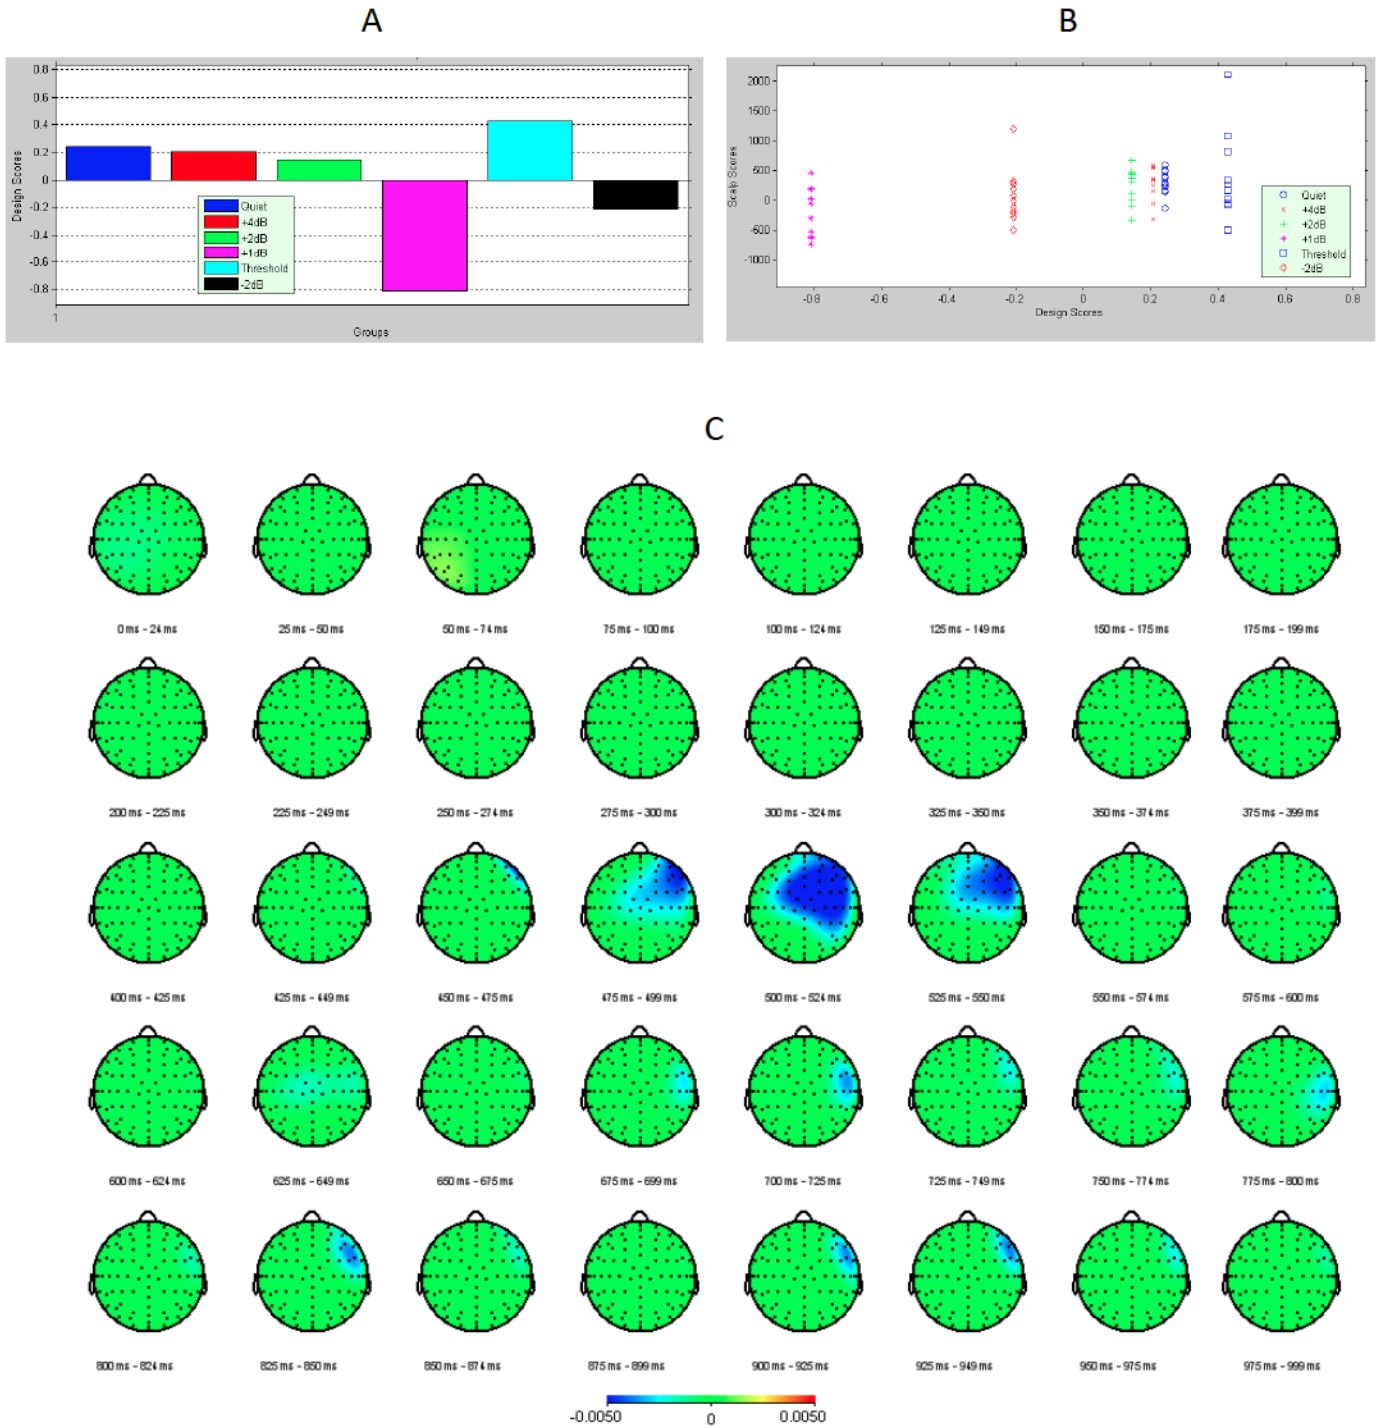 A
B
0.8
0.6
0.4
0.2
0
-0.2
-0.4
-0.6
-0.8
Design Scores
1
Groups
Quiet
+4dB
+2dB
+1dB
Threshold
-2dB
2000
1500
1000
500
0
-500
-1000
Scalp Scores
-0.8
-0.6
-0.4
-0.2
0
0.2
0.4
0.6
0.8
Design Scores
Quiet
+4dB
+2dB
+1dB
Threshold
-2dB
C
0 ms - 24 ms
25 ms - 50 ms
50 ms - 74 ms
75 ms - 100 ms
100 ms - 124 ms
125 ms - 149 ms
150 ms - 175 ms
175 ms - 199 ms
200 ms - 225 ms
225 ms - 249 ms
250 ms - 274 ms
275 ms - 300 ms
300 ms - 324 ms
325 ms - 350 ms
350 ms - 374 ms
375 ms - 399 ms
400 ms - 425 ms
425 ms - 449 ms
450 ms - 475 ms
475 ms - 499 ms
500 ms - 524 ms
525 ms - 550 ms
550 ms - 574 ms
575 ms - 600 ms
600 ms - 624 ms
625 ms - 649 ms
650 ms - 675 ms
675 ms - 699 ms
700 ms - 725 ms
725 ms - 749 ms
750 ms - 774 ms
775 ms - 800 ms
800 ms - 824 ms
825 ms - 850 ms
850 ms - 874 ms
875 ms - 899 ms
900 ms - 925 ms
925 ms - 949 ms
950 ms - 975 ms
975 ms - 999 ms
-0.0050
0
0.0050